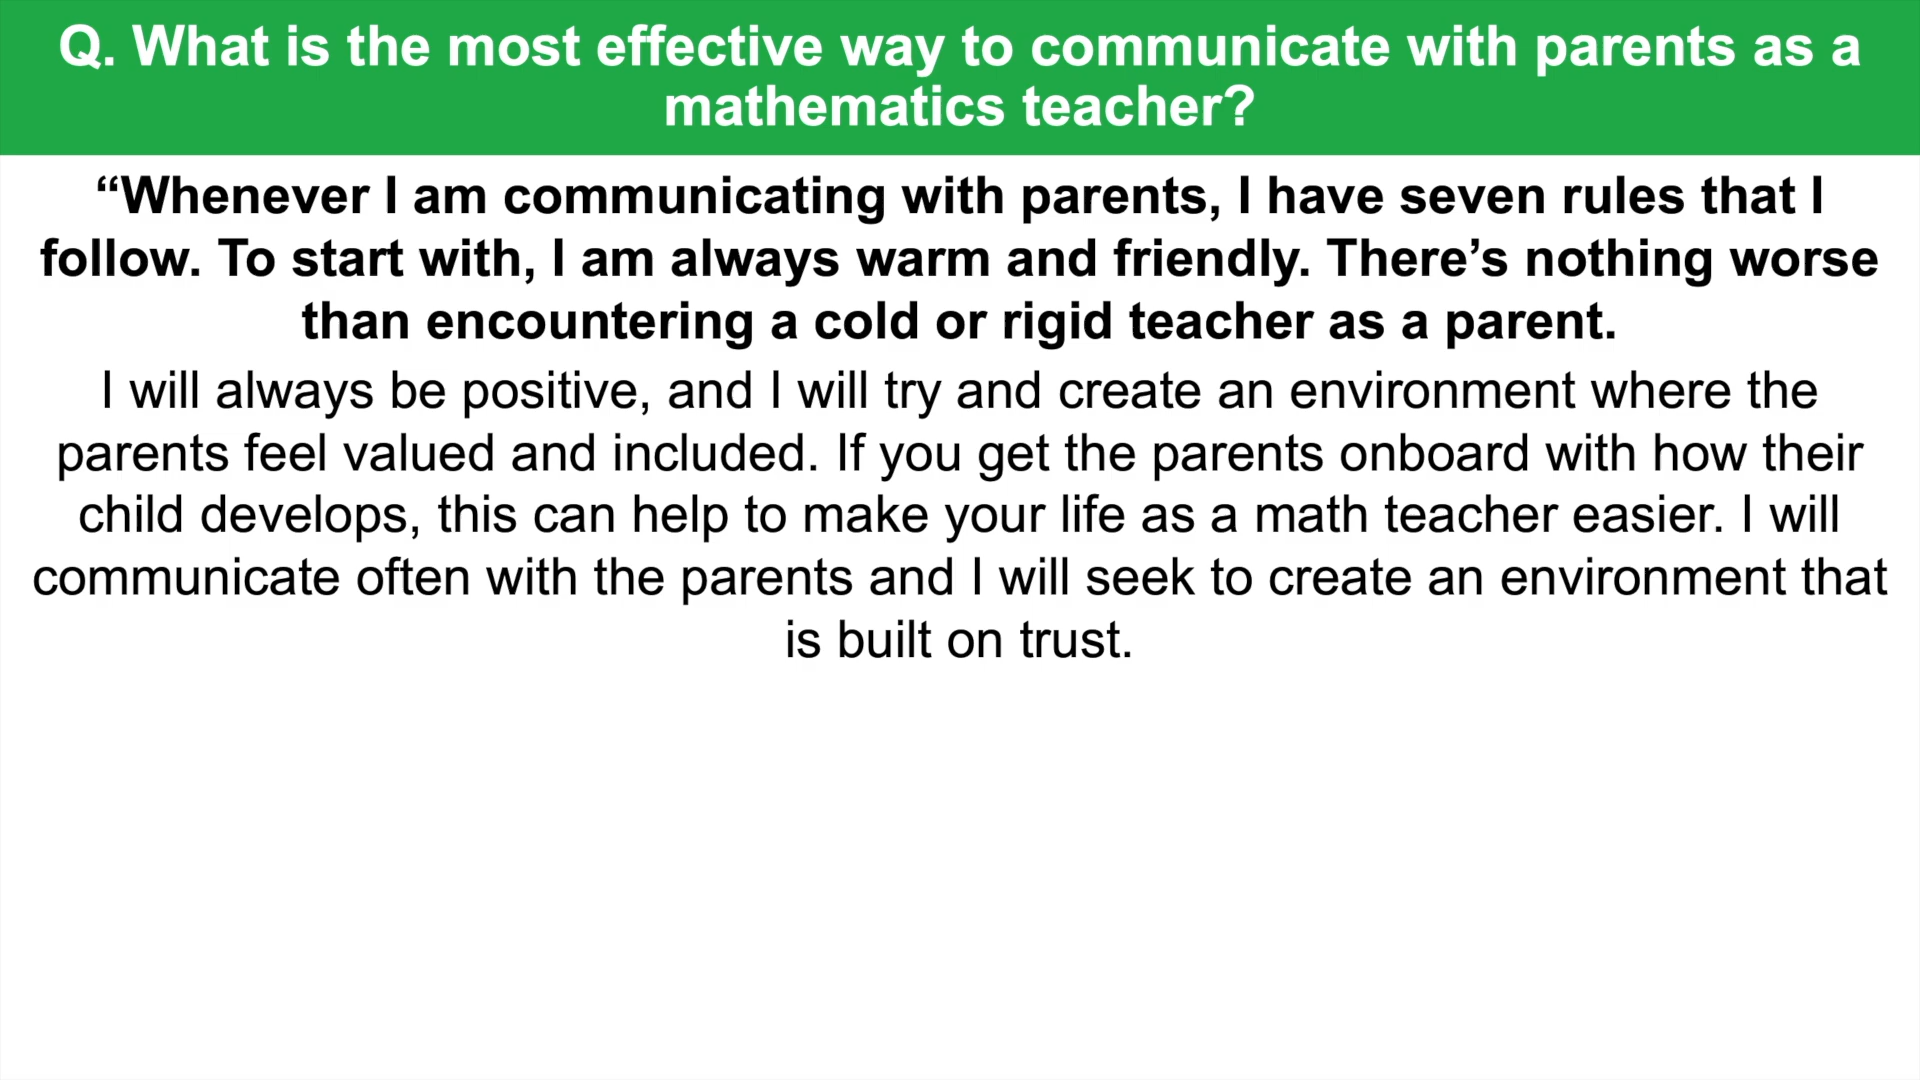 Q. What is the most effective way to communicate with parents as a
mathematics teacher?
“Whenever I am communicating with parents, I have seven rules that I
follow. To start with, I am always warm and friendly. There’s nothing worse
than encountering a cold or rigid teacher as a parent.
I will always be positive, and I will try and create an environment where the
parents feel valued and included. If you get the parents onboard with how their
child develops, this can help to make your life as a math teacher easier. I will
communicate often with the parents and I will seek to create an environment that
is built on trust.